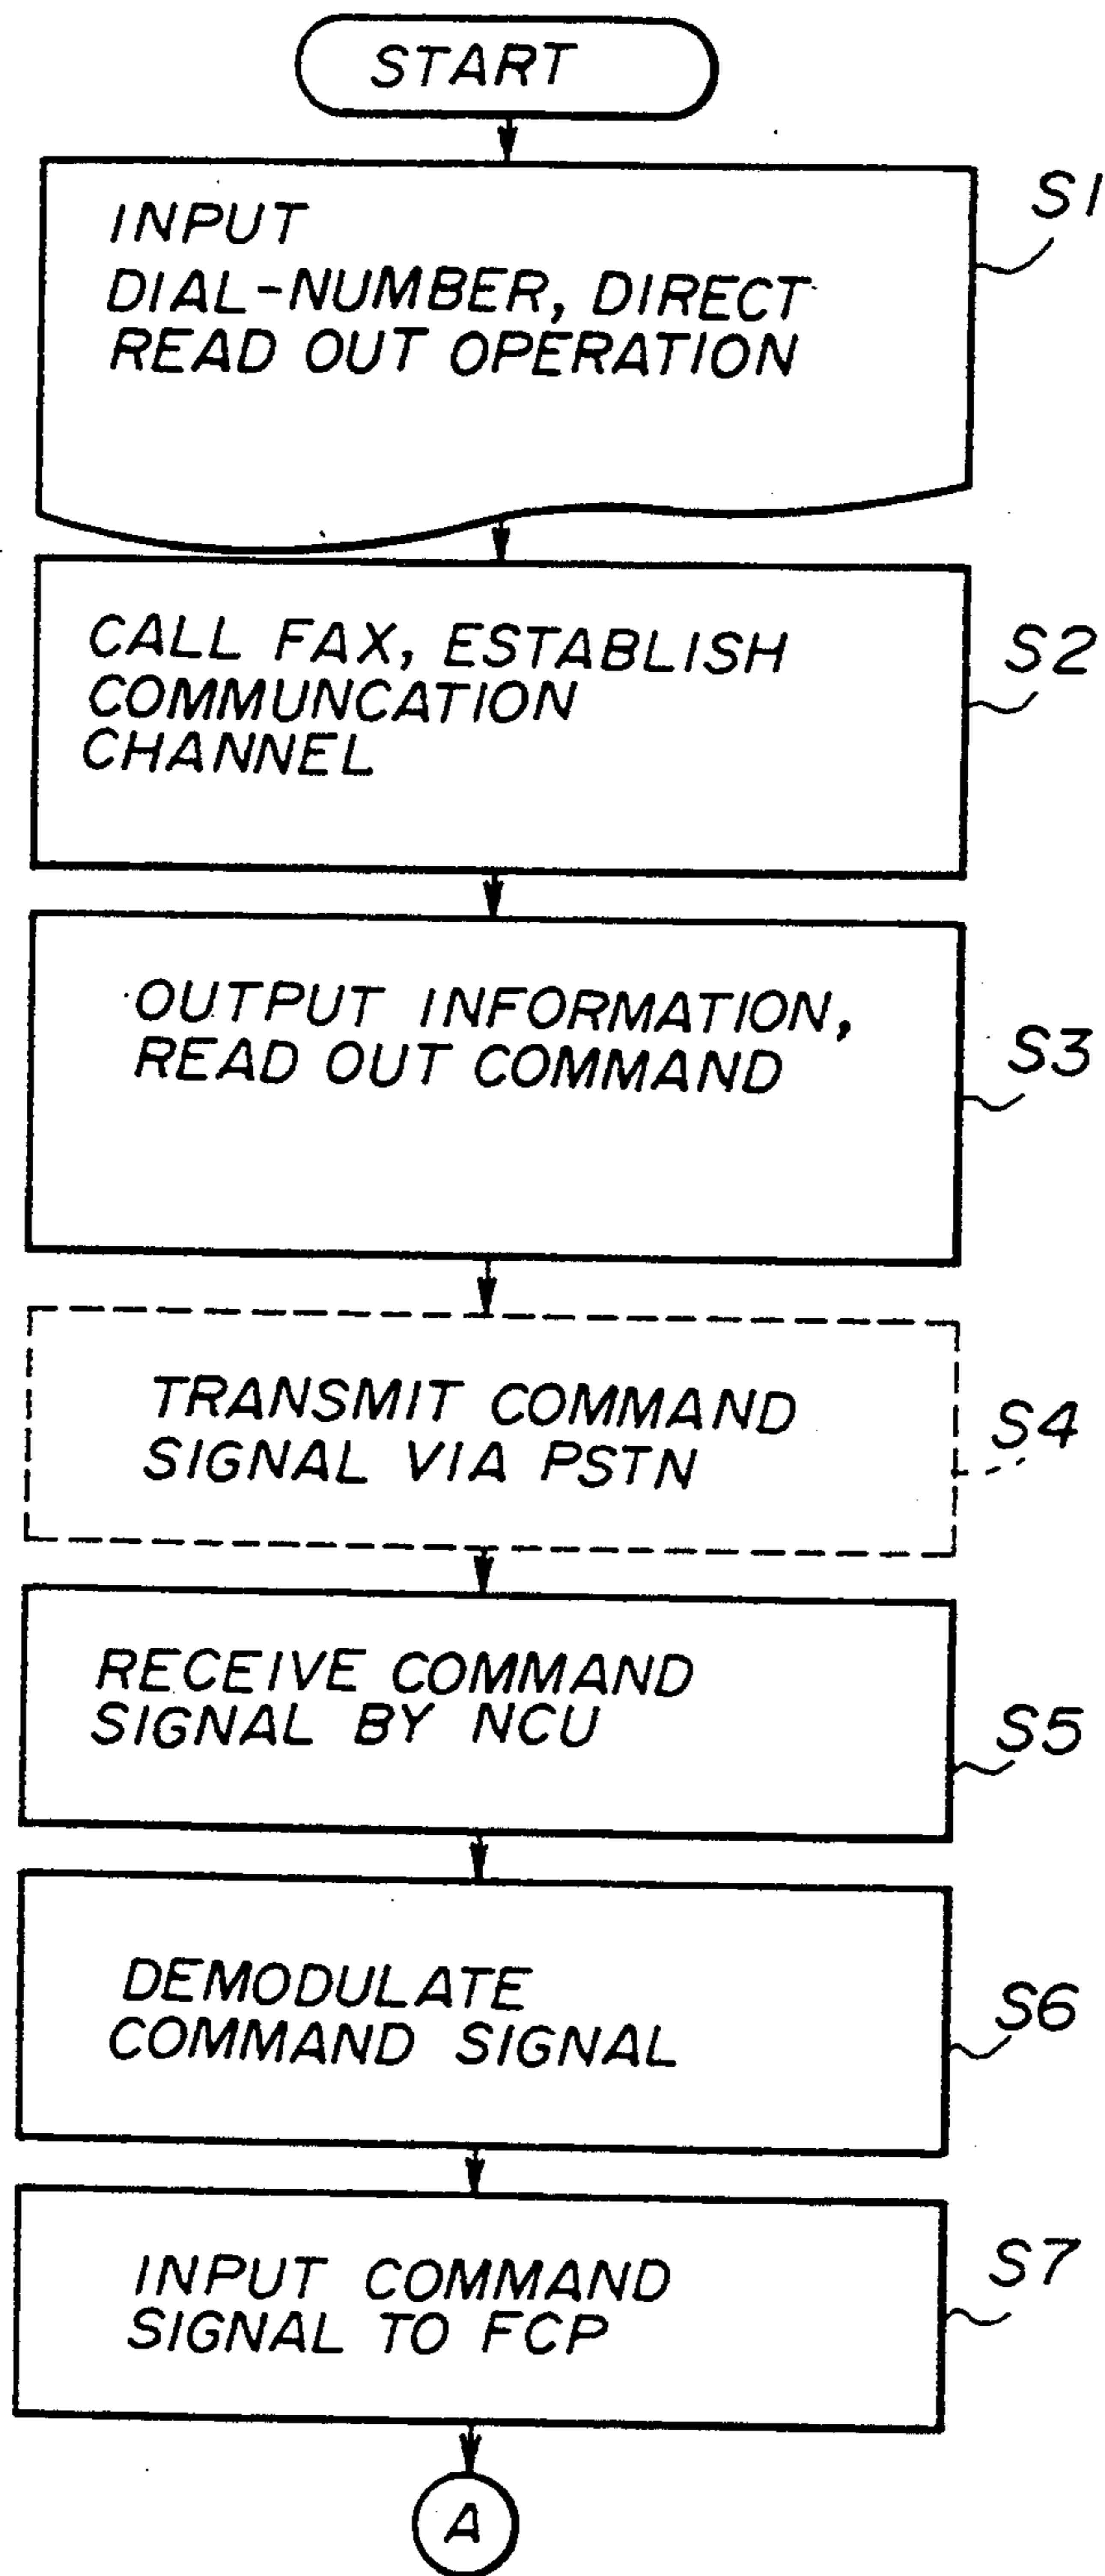 START
S1
INPUT
DIAL-NUMBER, DIRECT
READ OUT OPERATION
S2
CALL FAX, ESTABLISH
COMMUNCATION
CHANNEL
S3
OUTPUT INFORMATION,
READ OUT COMMAND
S4
TRANSMIT COMMAND
SIGNAL VIA PSTN
S5
RECEIVE COMMAND
SIGNAL BY NCU
S6
DEMODULATE
COMMAND SIGNAL
S7
INPUT COMMAND
SIGNAL TO FCP
A